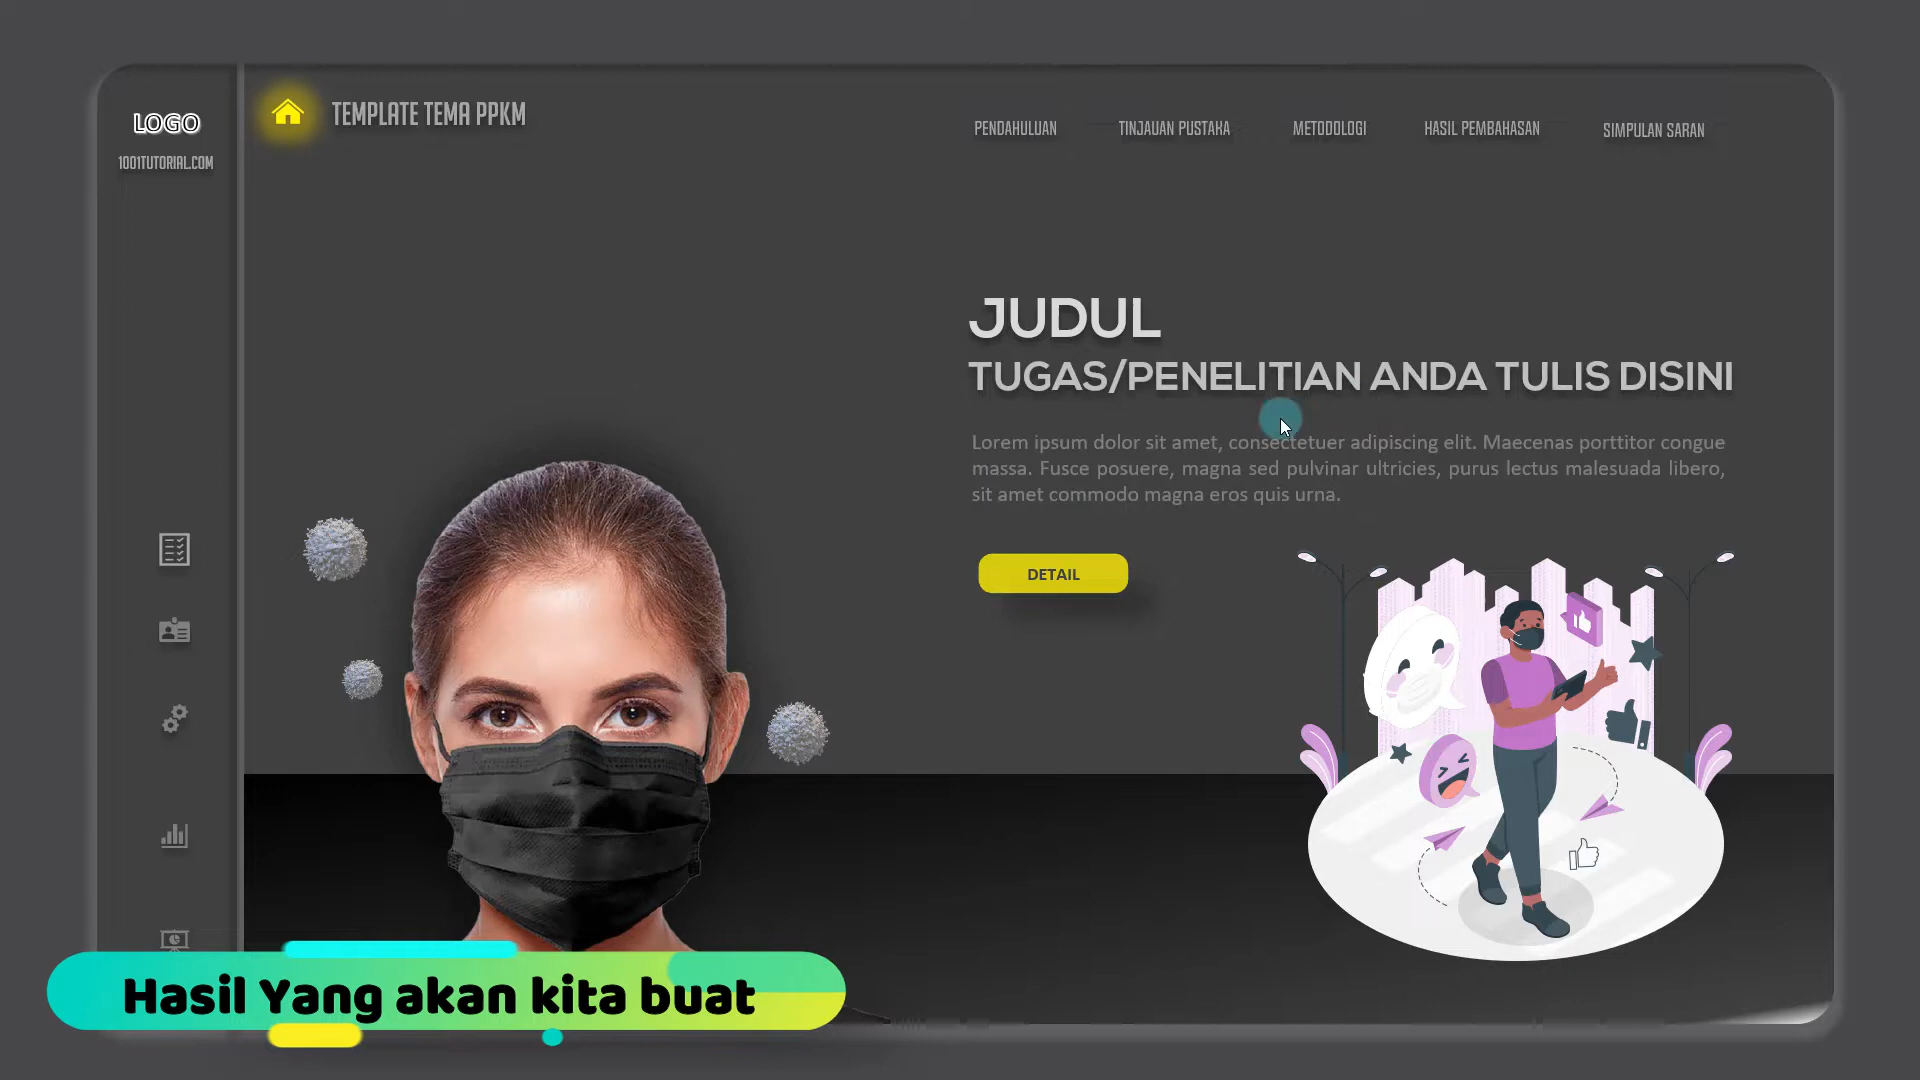 LOGO
1001TUTORIAL.COM
TEMPLATE TEMA PPKM
PENDAHULUAN
TINJAUAN PUSTAKA
METODOLOGI
HASIL PEMBAHASAN
SIMPULAN SARAN
JUDUL
TUGAS/PENELITIAN ANDA TULIS DISINI
Lorem ipsum dolor sit amet, consectetuer adipiscing elit. Maecenas porttitor congue
massa. Fusce posuere, magna sed pulvinar ultricies, purus lectus malesuada libero,
sit amet commodo magna eros quis urna.
DETAIL
Hasil Yang akan kita buat